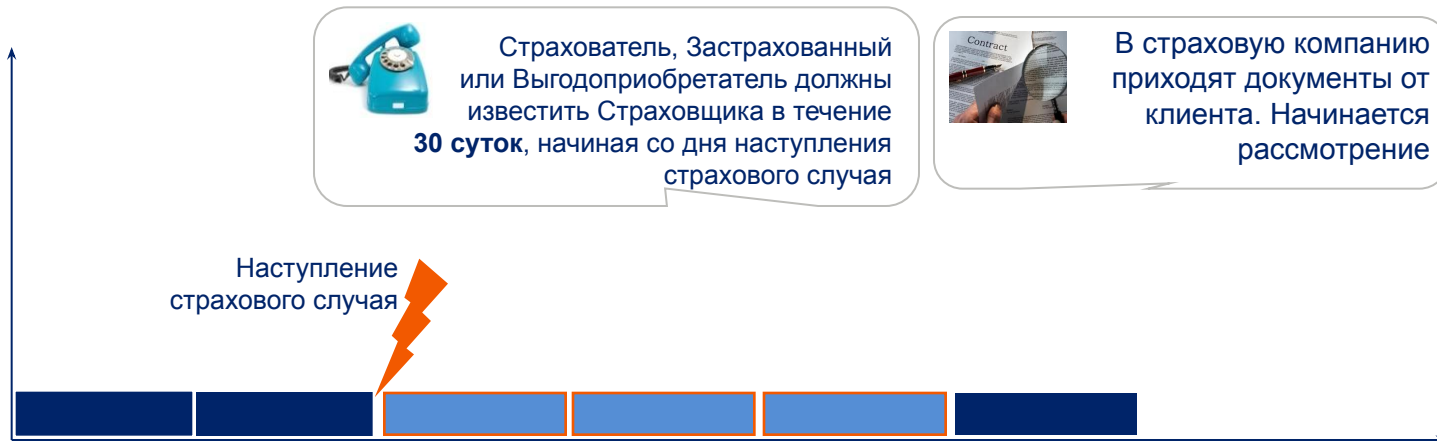 Страхователь, Застрахованный
или Выгодоприобретатель должны
известить Страховщика в течение
30 суток, начиная со дня наступления
страхового случая
Contract
В страховую компанию
приходят документы от
клиента. Начинается
рассмотрение
Наступление
страхового случая